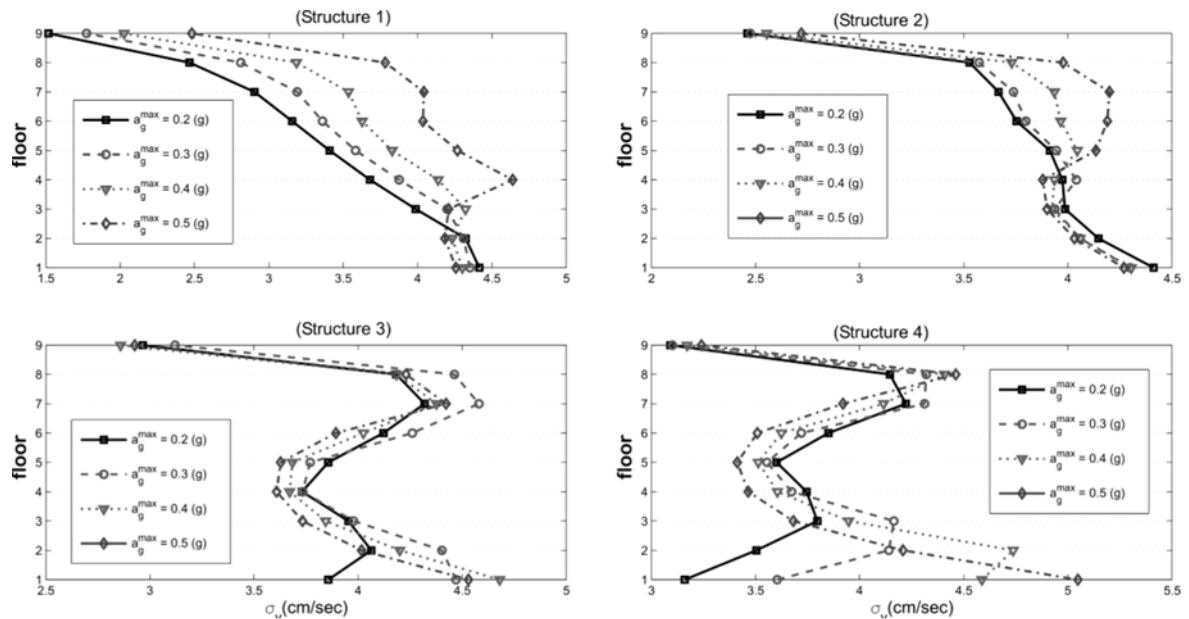 (Structure 1)
9
8
7
6
5
4
3
2
1
floor
a_g^max = 0.2 (g)
a_g^max = 0.3 (g)
a_g^max = 0.4 (g)
a_g^max = 0.5 (g)
1.5 2 2.5 3 3.5 4 4.5 5
(Structure 2)
9
8
7
6
5
4
3
2
1
a_g^max = 0.2 (g)
a_g^max = 0.3 (g)
a_g^max = 0.4 (g)
a_g^max = 0.5 (g)
2 2.5 3 3.5 4 4.5
(Structure 3)
9
8
7
6
5
4
3
2
1
floor
a_g^max = 0.2 (g)
a_g^max = 0.3 (g)
a_g^max = 0.4 (g)
a_g^max = 0.5 (g)
2.5 3 3.5 4 4.5 5
σ_v(cm/sec)
(Structure 4)
9
8
7
6
5
4
3
2
1
a_g^max = 0.2 (g)
a_g^max = 0.3 (g)
a_g^max = 0.4 (g)
a_g^max = 0.5 (g)
3 3.5 4 4.5 5 5.5
σ_v(cm/sec)